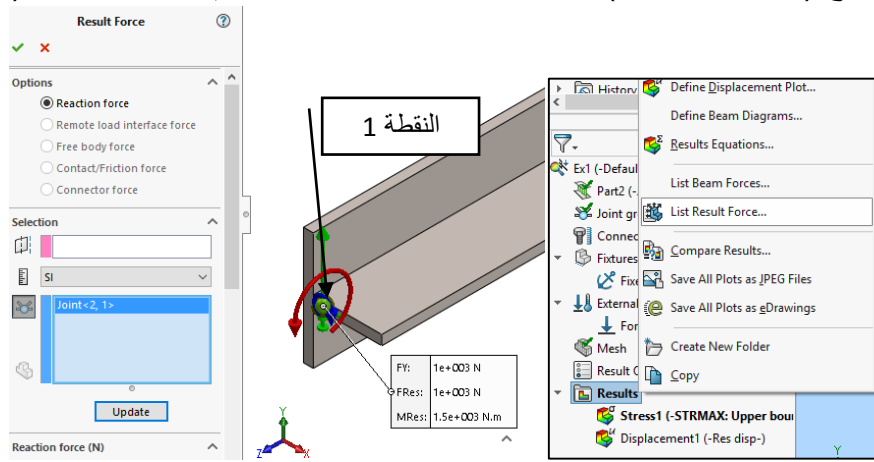 Result Force
Options
Reaction force
Remote load interface force
Free body force
Contact/Friction force
Connector force
Selection
SI
Joint<2, 1>
Update
Reaction force (N)
النقطة 1
FY: 1e+003 N
FRes: 1e+003 N
MRes: 1.5e+003 N.m
Y
Z
X
History
Ex1 (-Defaul
Part2 (-
Joint gr
Connec
Fixtures
Fixe
External
For
Mesh
Result O
Results
Stress1 (-STRMAX: Upper boun
Displacement1 (-Res disp-)
Define Displacement Plot...
Define Beam Diagrams...
Results Equations...
List Beam Forces...
List Result Force...
Compare Results...
Save All Plots as JPEG Files
Save All Plots as eDrawings
Create New Folder
Copy
Y